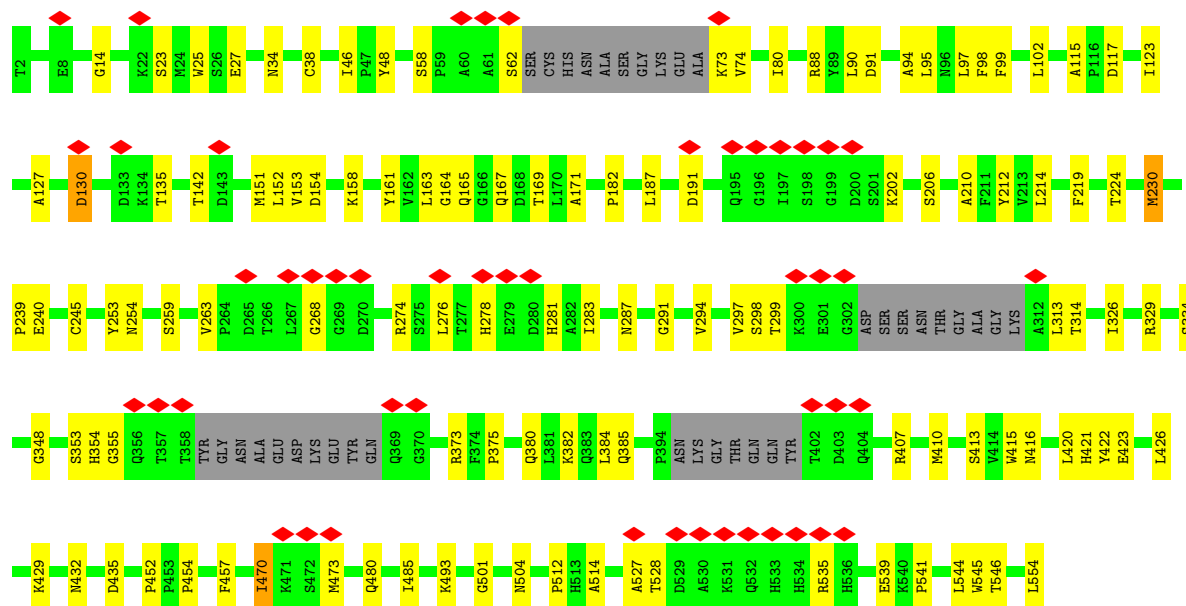 T2 E8 G14 K22 S23 M24 W25 S26 E27 N34 C38 I46 P47 Y48 S58 P59 A60 A61 S62 SER CYS HIS ASN ALA SER GLY LYS GLU ALA K73 V74 I80 R88 Y89 L90 D91 A94 L95 N96 L97 F98 F99 L102 A115 P116 D117 I123
A127 D130 D133 K134 T135 T142 D143 M151 L152 V153 D154 K158 Y161 V162 L163 G164 Q165 G166 Q167 D168 T169 L170 A171 P182 L187 D191 Q195 G196 I197 S198 G199 D200 S201 K202 S206 A210 F211 Y212 V213 L214 F219 T224 M230
P239 E240 C245 Y253 N254 S259 V263 P264 D265 T266 L267 G268 G269 D270 R274 S275 L276 T277 H278 E279 D280 H281 A282 I283 N287 G291 V294 V297 S298 T299 K300 E301 G302 ASP SER SER ASN THR GLY ALA GLY LYS A312 L313 T314 I326 R329
G348 S353 H354 G355 Q356 T357 T358 TYR GLY ASN ALA GLU ASP LYS GLU TYR GLN Q369 G370 R373 F374 P375 Q380 L381 K382 Q383 L384 Q385 P394 ASN LYS GLY THR GLN GLN TYR T402 D403 Q404 R407 M410 S413 V414 W415 N416 L420 H421 Y422 E423 L426
K429 N432 D435 P452 P453 P454 F457 I470 K471 S472 M473 Q480 I485 K493 G501 N504 P512 H513 A514 A527 T528 D529 A530 K531 Q532 H533 H534 R535 H536 E539 K540 P541 L544 W545 T546 L554